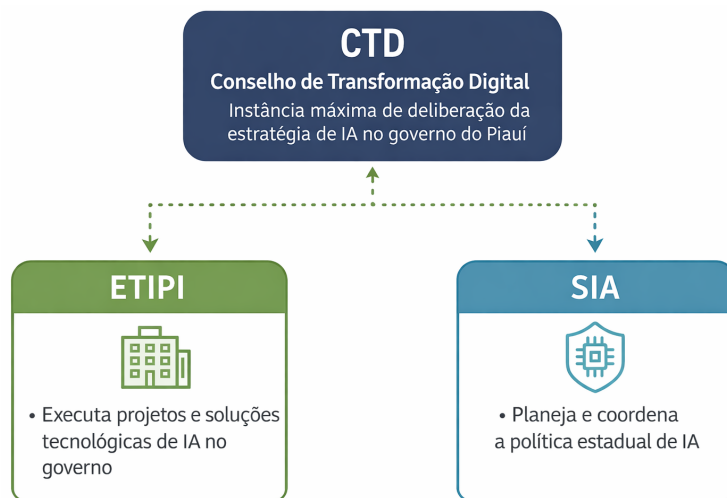 CTD
Conselho de Transformação Digital
Instância máxima de deliberação da
estratégia de IA no governo do Piauí
ETIPI
• Executa projetos e soluções
tecnológicas de IA no
governo
SIA
• Planeja e coordena
a política estadual de IA